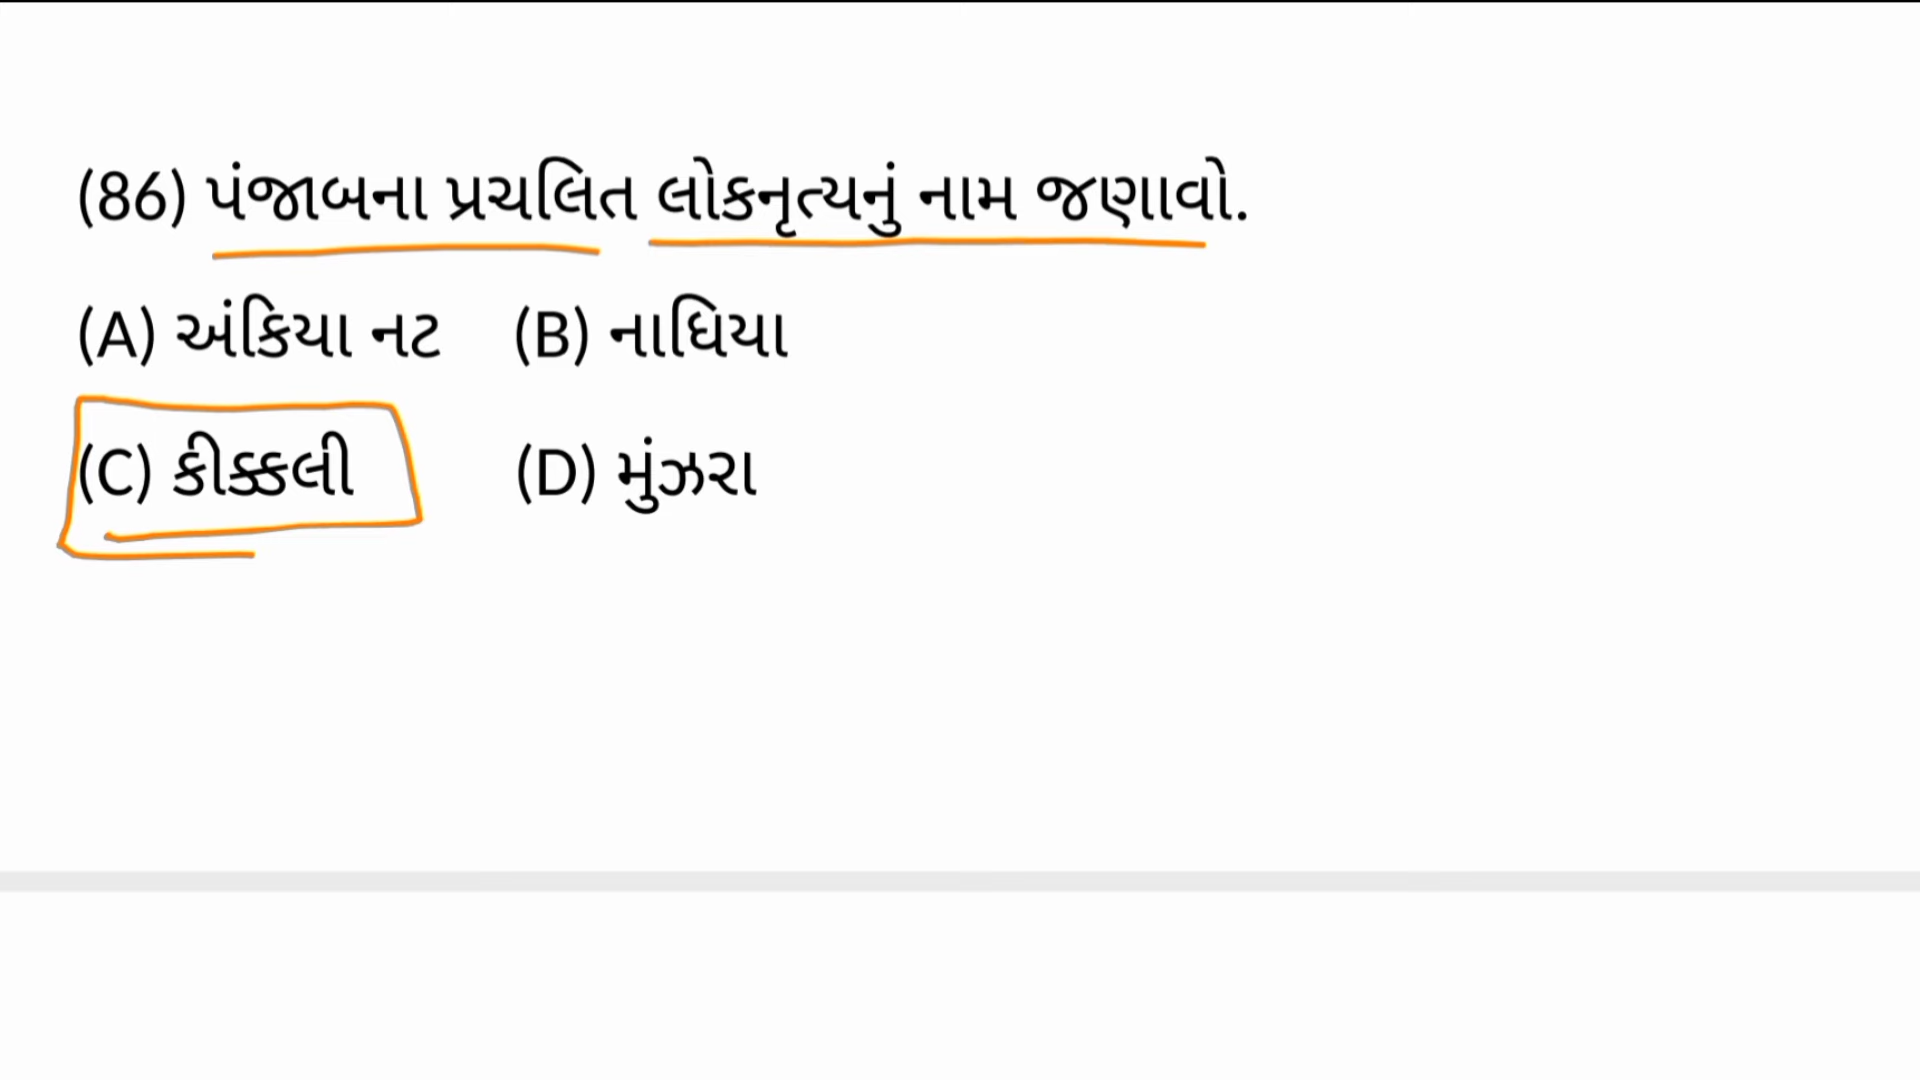 (86) પંજાબના પ્રચલિત લોકનૃત્યનું નામ જણાવો.
(A) અંકિયા નટ (B) નાધિયા
(C) કીક્કલી (D) મુંઝરા